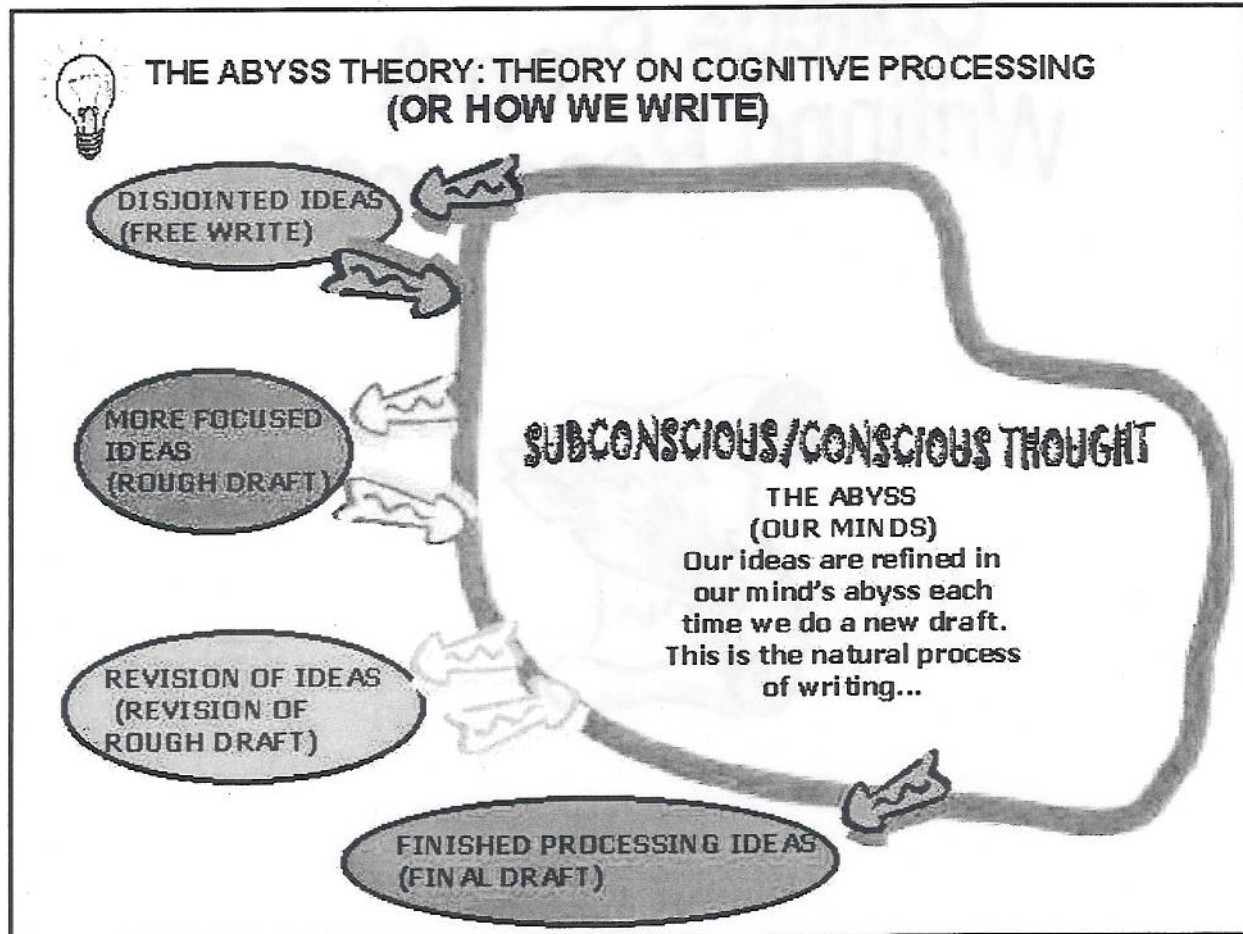 THE ABYSS THEORY: THEORY ON COGNITIVE PROCESSING
(OR HOW WE WRITE)
DISJOINTED IDEAS
(FREE WRITE)
MORE FOCUSED
IDEAS
(ROUGH DRAFT)
REVISION OF IDEAS
(REVISION OF
ROUGH DRAFT)
FINISHED PROCESSING IDEAS
(FINAL DRAFT)
SUBCONSCIOUS/CONSCIOUS THOUGHT
THE ABYSS
(OUR MINDS)
Our ideas are refined in
our mind's abyss each
time we do a new draft.
This is the natural process
of writing...